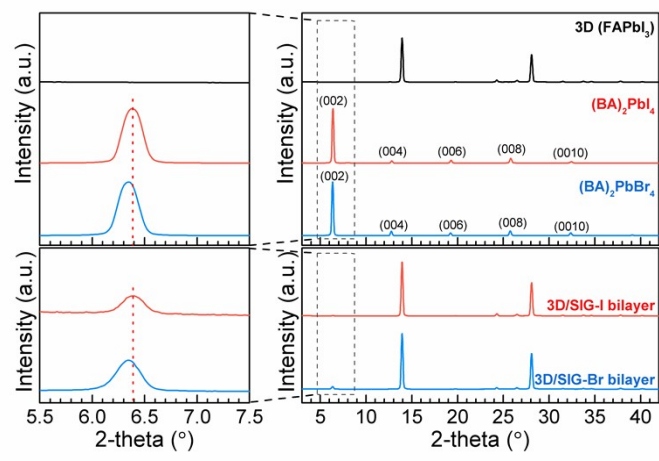 Intensity (a.u.)
Intensity (a.u.)
3D (FAPbI3)
(002)
(BA)2PbI4
(004)
(006)
(008)
(0010)
(002)
(BA)2PbBr4
(004)
(006)
(008)
(0010)
Intensity (a.u.)
Intensity (a.u.)
3D/SIG-I bilayer
3D/SIG-Br bilayer
5.5 6.0 6.5 7.0 7.5
5 10 15 20 25 30 35 40
2-theta (°)
2-theta (°)